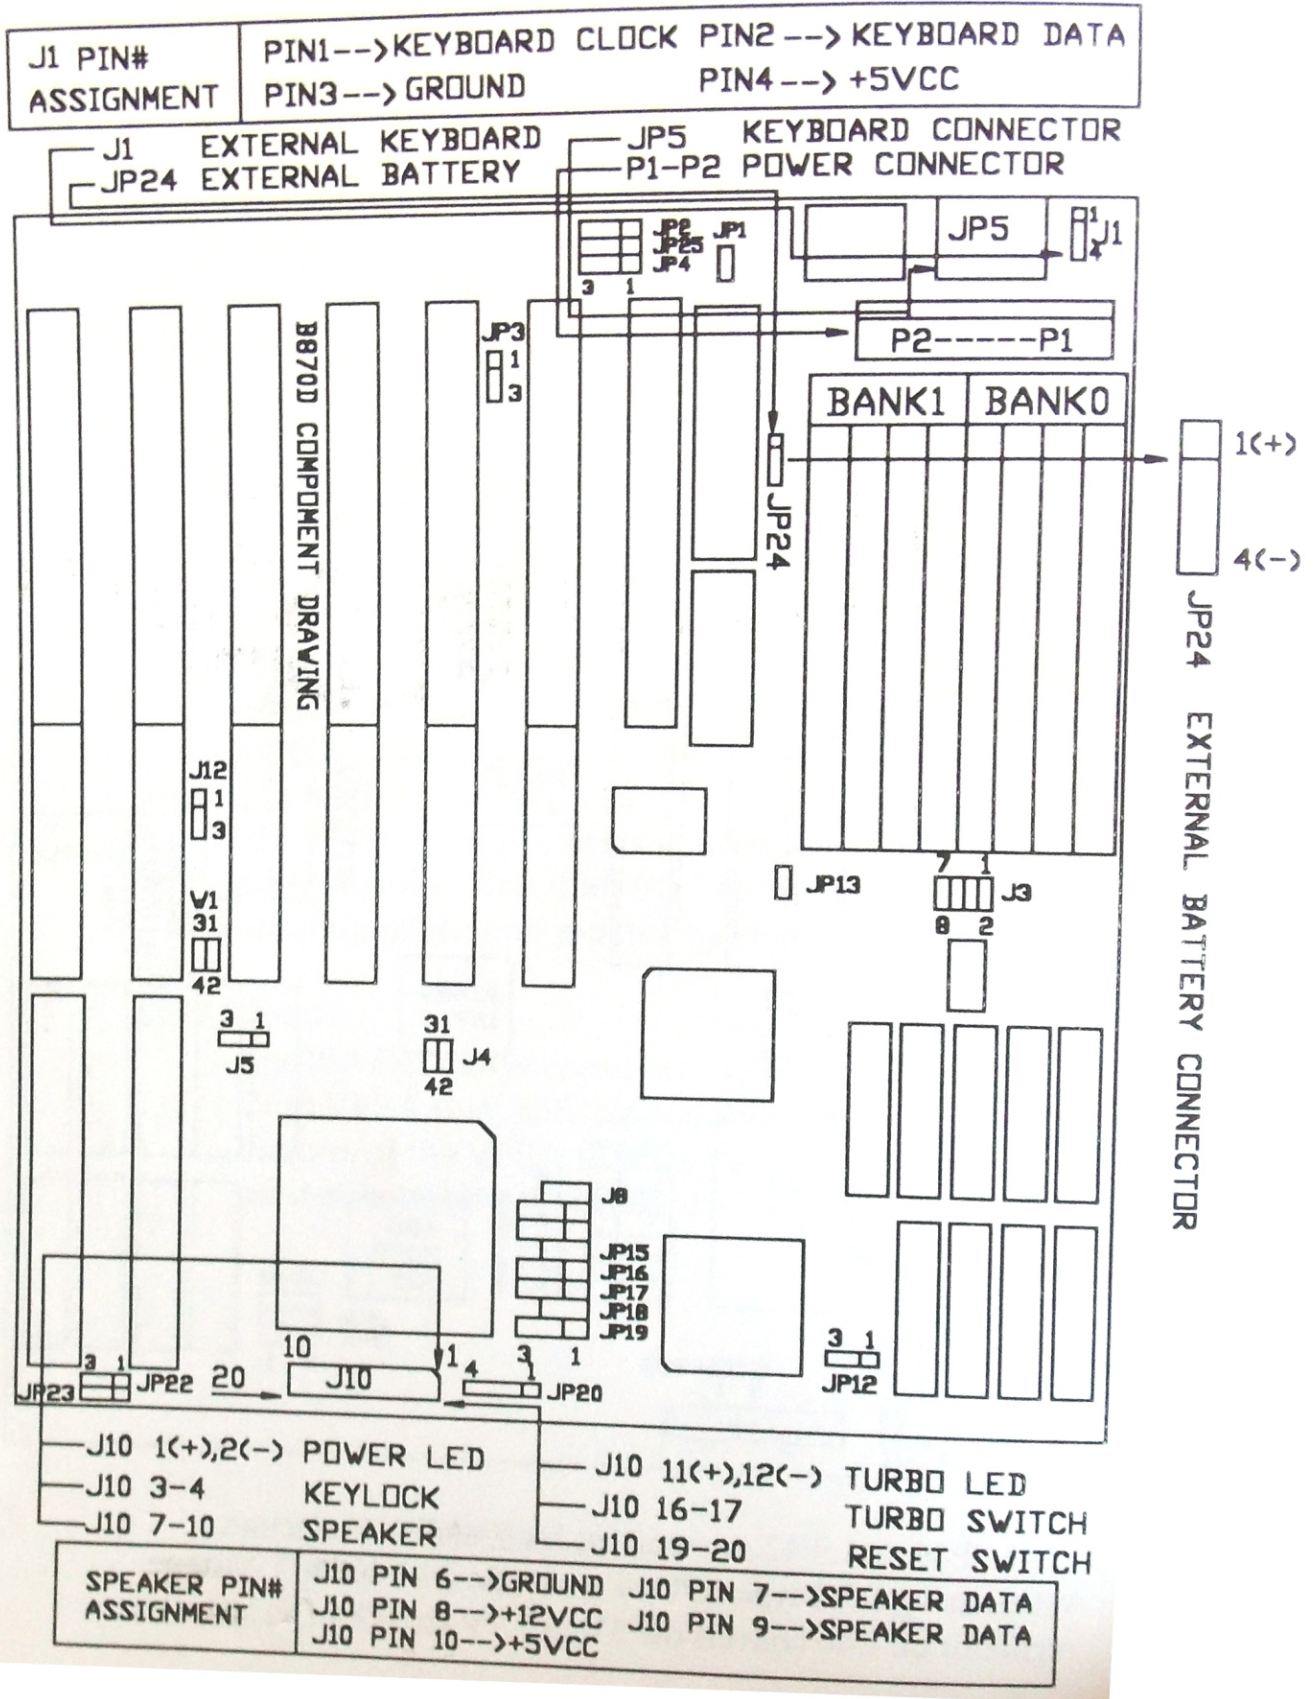 J1 PIN#
ASSIGNMENT
PIN1-->KEYBOARD CLOCK PIN2-->KEYBOARD DATA
PIN3-->GROUND PIN4-->+5VCC
J1 EXTERNAL KEYBOARD
JP24 EXTERNAL BATTERY
JP5 KEYBOARD CONNECTOR
P1-P2 POWER CONNECTOR
JP2
JP25
JP4
3 1
JP1
JP5
1
J1
4
P2-----P1
BANK1 BANK0
JP3
1
3
B870D COMPOMENT DRAWING
JP24
1(+)
4(-)
JP24 EXTERNAL BATTERY CONNECTOR
J12
1
3
W1
31
42
JP13
7 1
J3
8 2
3 1
J5
31
J4
42
J8
JP15
JP16
JP17
JP18
JP19
3 1
10
1
J10
20
4 1
JP20
3 1
JP23
JP22
3 1
JP12
J10 1(+),2(-) POWER LED
J10 3-4 KEYLOCK
J10 7-10 SPEAKER
J10 11(+),12(-) TURBO LED
J10 16-17 TURBO SWITCH
J10 19-20 RESET SWITCH
SPEAKER PIN#
ASSIGNMENT
J10 PIN 6-->GROUND J10 PIN 7-->SPEAKER DATA
J10 PIN 8-->+12VCC J10 PIN 9-->SPEAKER DATA
J10 PIN 10-->+5VCC